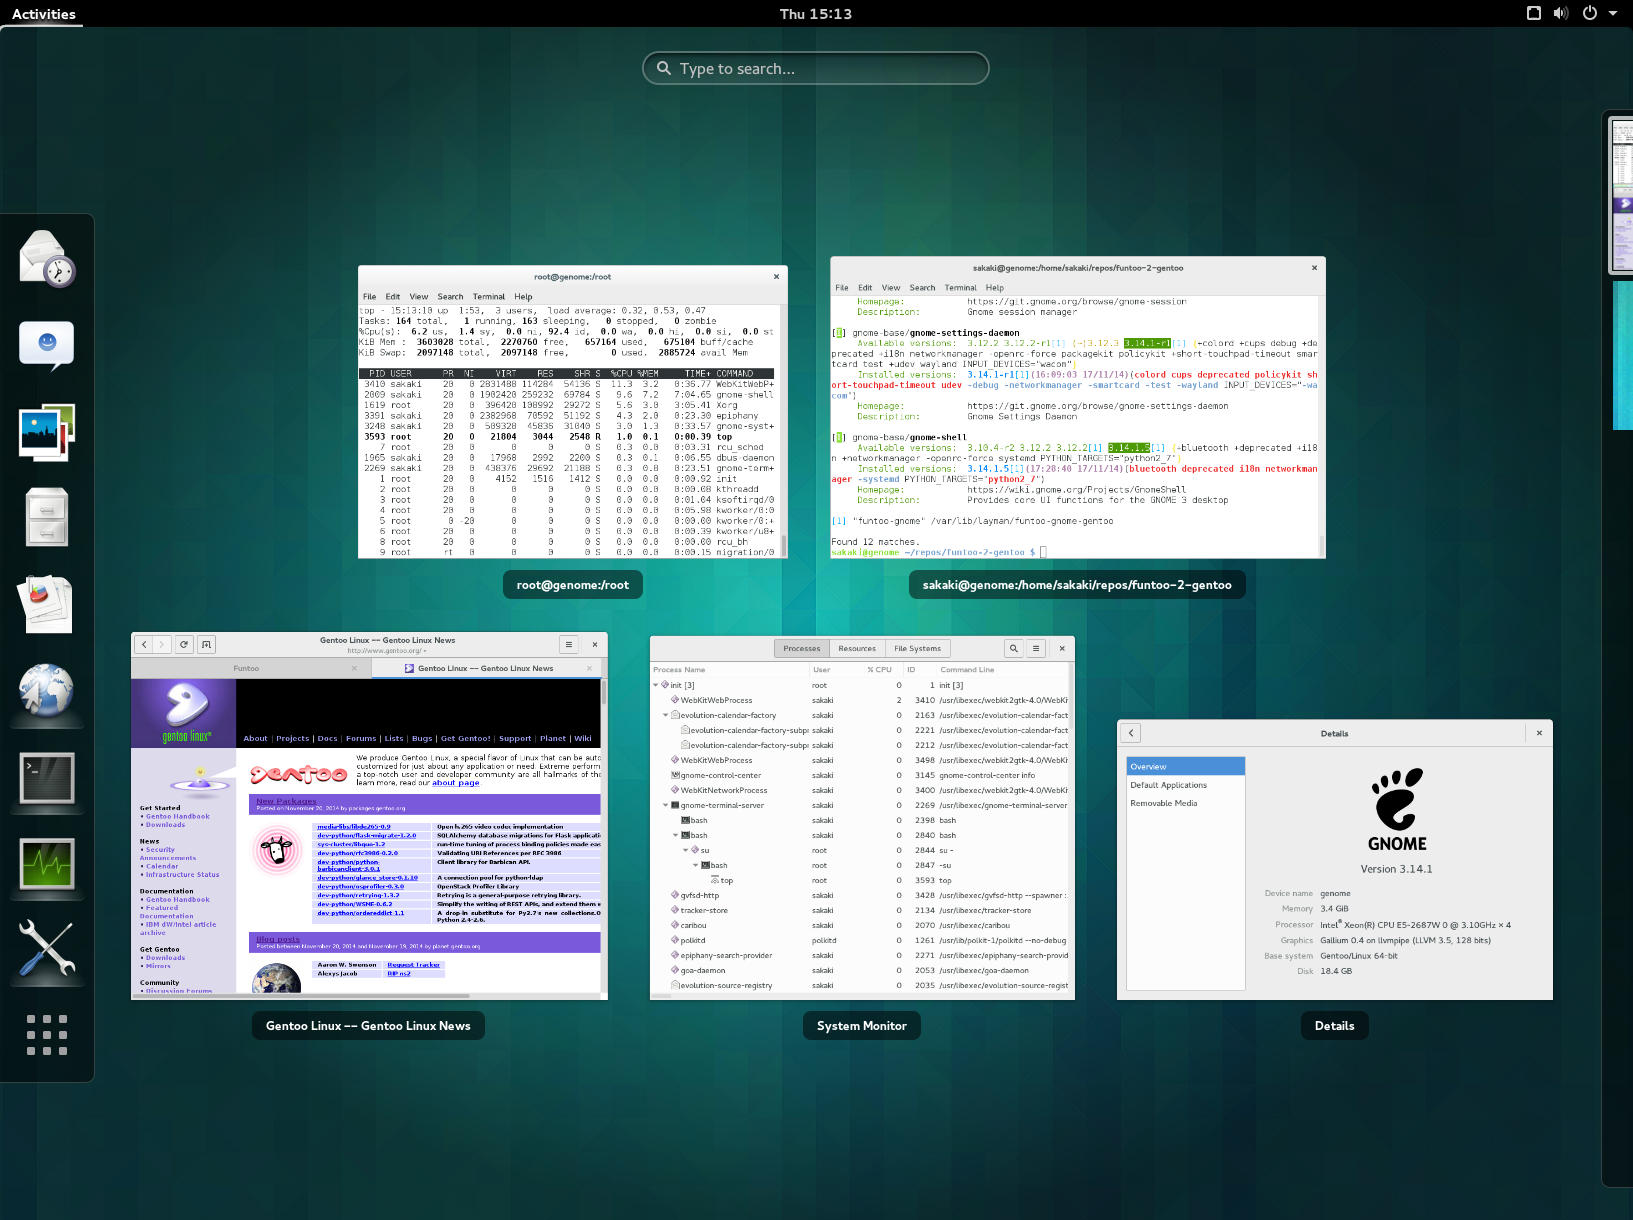 Activities
Thu 15:13
Type to search...
root@genome:/root
File Edit View Search Terminal Help
top - 15:13:10 up 1:53, 3 users, load average: 0.32, 0.53, 0.47
Tasks: 164 total, 1 running, 163 sleeping, 0 stopped, 0 zombie
%Cpu(s): 6.2 us, 1.4 sy, 0.0 ni, 92.4 id, 0.0 wa, 0.0 hi, 0.0 si, 0.0 st
KiB Mem : 3603028 total, 2270760 free, 657164 used, 675104 buff/cache
KiB Swap: 2097148 total, 2097148 free, 0 used, 2885724 avail Mem
PID USER PR NI VIRT RES SHR S %CPU %MEM TIME+ COMMAND
3410 sakaki 20 0 2831488 114204 54136 S 11.3 3.2 0:36.77 WebKitWebP+
2009 sakaki 20 0 1902420 259232 69784 S 9.6 7.2 7:04.65 gnome-shell
1619 root 20 0 396420 108992 29272 S 5.6 3.0 3:05.41 Xorg
3391 sakaki 20 0 2382968 70592 51192 S 4.3 2.0 0:23.30 epiphany
3248 sakaki 20 0 509320 45836 31040 S 3.0 1.3 0:33.57 gnome-syst+
3593 root 20 0 21804 3044 2548 R 1.0 0.1 0:00.39 top
7 root 20 0 0 0 0 S 0.3 0.0 0:03.31 rcu_sched
1965 sakaki 20 0 17968 2992 2200 S 0.3 0.1 0:06.55 dbus-daemon
2269 sakaki 20 0 438376 29692 21188 S 0.3 0.8 0:23.51 gnome-term+
1 root 20 0 4152 1516 1412 S 0.0 0.0 0:00.92 init
2 root 20 0 0 0 0 S 0.0 0.0 0:00.08 kthreadd
3 root 20 0 0 0 0 S 0.0 0.0 0:01.04 ksoftirqd/0
4 root 20 0 0 0 0 S 0.0 0.0 0:05.98 kworker/0:0
5 root 0 -20 0 0 0 S 0.0 0.0 0:00.00 kworker/0:+
6 root 20 0 0 0 0 S 0.0 0.0 0:00.39 kworker/u8+
8 root 20 0 0 0 0 S 0.0 0.0 0:00.00 rcu_bh
9 root rt 0 0 0 0 S 0.0 0.0 0:00.15 migration/0
root@genome:/root
sakaki@genome:/home/sakaki/repos/funtoo-2-gentoo
File Edit View Search Terminal Help
Homepage: https://git.gnome.org/browse/gnome-session
Description: Gnome session manager
gnome-base/gnome-settings-daemon
Available versions: 3.12.2 3.12.2-r1[1] (~)3.12.3 3.14.1-r1[1] {+colord +cups debug +de
precated +i18n networkmanager -openrc-force packagekit policykit +short-touchpad-timeout smar
tcard test +udev wayland INPUT_DEVICES="wacom"}
Installed versions: 3.14.1-r1[1](16:09:03 17/11/14)(colord cups deprecated policykit sh
ort-touchpad-timeout udev -debug -networkmanager -smartcard -test -wayland INPUT_DEVICES="-wa
com")
Homepage: https://git.gnome.org/browse/gnome-settings-daemon
Description: Gnome Settings Daemon
gnome-base/gnome-shell
Available versions: 3.10.4-r2 3.12.2 3.12.2[1] 3.14.1.5[1] {+bluetooth +deprecated +i18
n +networkmanager -openrc-force systemd PYTHON_TARGETS="python2_7"}
Installed versions: 3.14.1.5[1](17:28:40 17/11/14)(bluetooth deprecated i18n networkman
ager -systemd PYTHON_TARGETS="python2_7")
Homepage: https://wiki.gnome.org/Projects/GnomeShell
Description: Provides core UI functions for the GNOME 3 desktop
[1] "funtoo-gnome" /var/lib/layman/funtoo-gnome-gentoo
Found 12 matches.
sakaki@genome ~/repos/funtoo-2-gentoo $
sakaki@genome:/home/sakaki/repos/funtoo-2-gentoo
Gentoo Linux -- Gentoo Linux News
http://www.gentoo.org/
Funtoo
Gentoo Linux -- Gentoo Linux News
gentoo linux
About | Projects | Docs | Forums | Lists | Bugs | Get Gentoo! | Support | Planet | Wiki
gentoo
We produce Gentoo Linux, a special flavor of Linux that can be auto
customized for just about any application or need. Extreme perform
a top-notch user and developer community are all hallmarks of the
learn more, read our about page.
Get Started
• Gentoo Handbook
• Downloads
News
• Security
Announcements
• Calendar
• Infrastructure Status
Documentation
• Gentoo Handbook
• Featured
Documentation
• IBM dW/Intel article
archive
Get Gentoo
• Downloads
• Mirrors
Community
• Discussion Forums
New Packages
Posted on November 20, 2014 by packages.gentoo.org
media-libs/libde265-0.9 Open h.265 video codec implementation
dev-python/flask-migrate-1.2.0 SQLAlchemy database migrations for Flask applicati
sys-cluster/libquo-1.2 run-time tuning of process binding policies made eas
dev-python/rfc3986-0.2.0 Validating URI References per RFC 3986
dev-python/python-
barbicanclient-3.0.1 Client library for Barbican API.
dev-python/glance_store-0.1.10 A connection pool for python-ldap
dev-python/osprofiler-0.3.0 OpenStack Profiler Library
dev-python/retrying-1.3.2 Retrying is a general-purpose retrying library.
dev-python/WSME-0.6.2 Simplify the writing of REST APIs, and extend them w
dev-python/ordereddict-1.1 A drop-in substitute for Py2.7's new collections.O
Python 2.4-2.6.
Blog posts
Posted between November 20, 2014 and November 19, 2014 by planet.gentoo.org
Aaron W. Swenson Request Tracker
Alexys Jacob RIP ns2
Gentoo Linux -- Gentoo Linux News
Processes Resources File Systems
Process Name User % CPU ID Command Line
init [3] root 0 1 init [3]
WebKitWebProcess sakaki 2 3410 /usr/libexec/webkit2gtk-4.0/WebKit
evolution-calendar-factory sakaki 0 2163 /usr/libexec/evolution-calendar-fact
evolution-calendar-factory-subpr sakaki 0 2221 /usr/libexec/evolution-calendar-fact
evolution-calendar-factory-subpr sakaki 0 2212 /usr/libexec/evolution-calendar-fact
WebKitWebProcess sakaki 0 3498 /usr/libexec/webkit2gtk-4.0/WebKit
gnome-control-center sakaki 0 3145 gnome-control-center info
WebKitNetworkProcess sakaki 0 3400 /usr/libexec/webkit2gtk-4.0/WebKit
gnome-terminal-server sakaki 0 2269 /usr/libexec/gnome-terminal-server
bash sakaki 0 2398 bash
bash sakaki 0 2840 bash
su root 0 2844 su -
bash root 0 2847 -su
top root 0 3593 top
gvfsd-http sakaki 0 3428 /usr/libexec/gvfsd-http --spawner :
tracker-store sakaki 0 2134 /usr/libexec/tracker-store
caribou sakaki 0 2070 /usr/libexec/caribou
polkitd polkitd 0 1261 /usr/lib/polkit-1/polkitd --no-debug
epiphany-search-provider sakaki 0 2271 /usr/libexec/epiphany-search-provid
goa-daemon sakaki 0 2053 /usr/libexec/goa-daemon
evolution-source-registry sakaki 0 2035 /usr/libexec/evolution-source-regist
System Monitor
Details
Overview
Default Applications
Removable Media
GNOME
Version 3.14.1
Device name genome
Memory 3.4 GiB
Processor Intel® Xeon(R) CPU E5-2687W 0 @ 3.10GHz × 4
Graphics Gallium 0.4 on llvmpipe (LLVM 3.5, 128 bits)
Base system Gentoo/Linux 64-bit
Disk 18.4 GB
Details